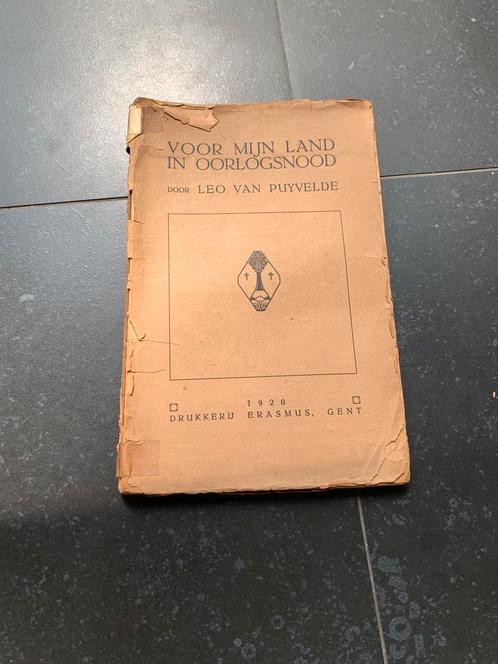 VOOR MIJN LAND
IN OORLOGSNOOD
DOOR LEO VAN PUYVELDE
1920
DRUKKERIJ ERASMUS, GENT